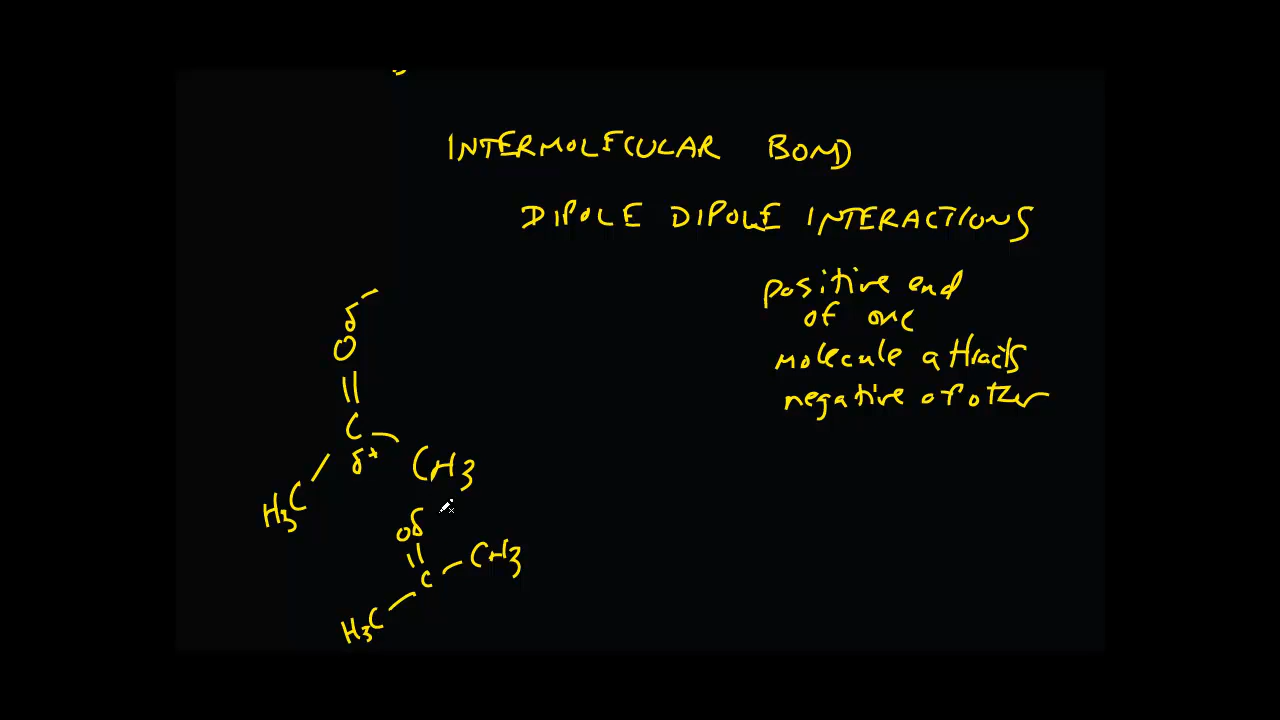 INTERMOLECULAR BOND
DIPOLE DIPOLE INTERACTIONS
positive end
of one
molecule attracts
negative of other
δ-
O
C
δ+
CH3
H3C
Oδ
C
CH3
H3C